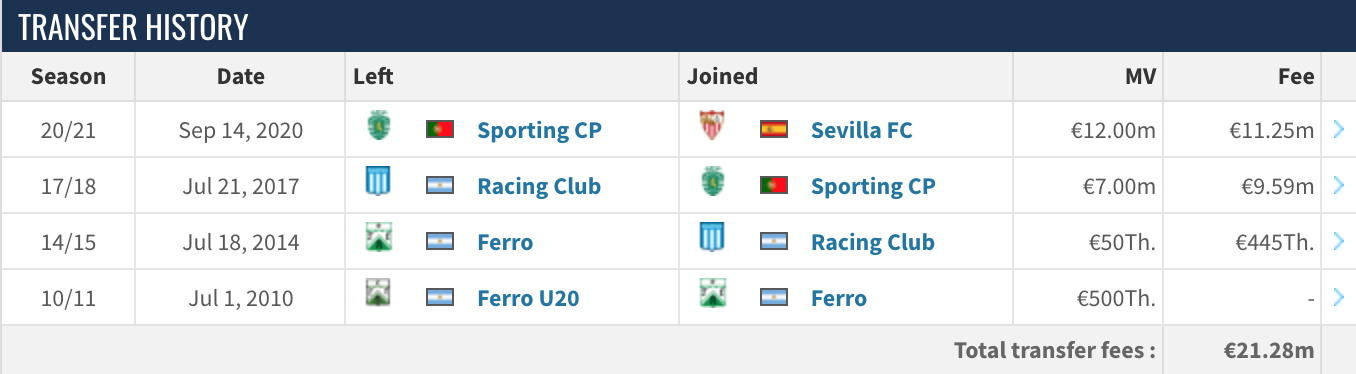 TRANSFER HISTORY
Season Date Left Joined MV Fee
20/21 Sep 14, 2020 Sporting CP Sevilla FC €12.00m €11.25m
17/18 Jul 21, 2017 Racing Club Sporting CP €7.00m €9.59m
14/15 Jul 18, 2014 Ferro Racing Club €50Th. €445Th.
10/11 Jul 1, 2010 Ferro U20 Ferro €500Th. -
Total transfer fees : €21.28m